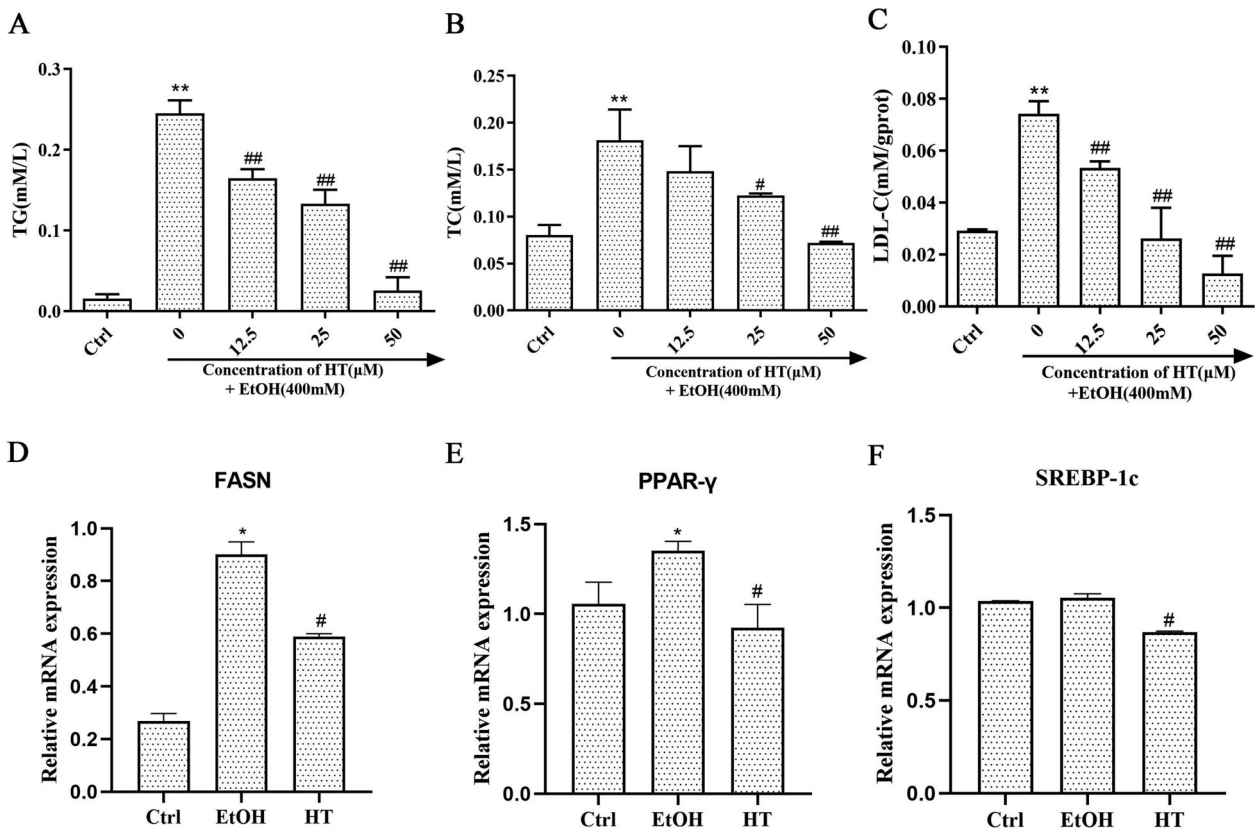 A
TG(mM/L)
0.3
0.2
0.1
0.0
**
##
##
##
Ctrl
0
12.5
25
50
Concentration of HT(μM)
+ EtOH(400mM)
B
TC(mM/L)
0.25
0.20
0.15
0.10
0.05
0.00
**
#
##
Ctrl
0
12.5
25
50
Concentration of HT(μM)
+ EtOH(400mM)
C
LDL-C(mM/gprot)
0.10
0.08
0.06
0.04
0.02
0.00
**
##
##
##
Ctrl
0
12.5
25
50
Concentration of HT(μM)
+EtOH(400mM)
D
FASN
Relative mRNA expression
1.0
0.8
0.6
0.4
0.2
0.0
*
#
Ctrl
EtOH
HT
E
PPAR-γ
Relative mRNA expression
1.5
1.0
0.5
0.0
*
#
Ctrl
EtOH
HT
F
SREBP-1c
Relative mRNA expression
1.5
1.0
0.5
0.0
#
Ctrl
EtOH
HT